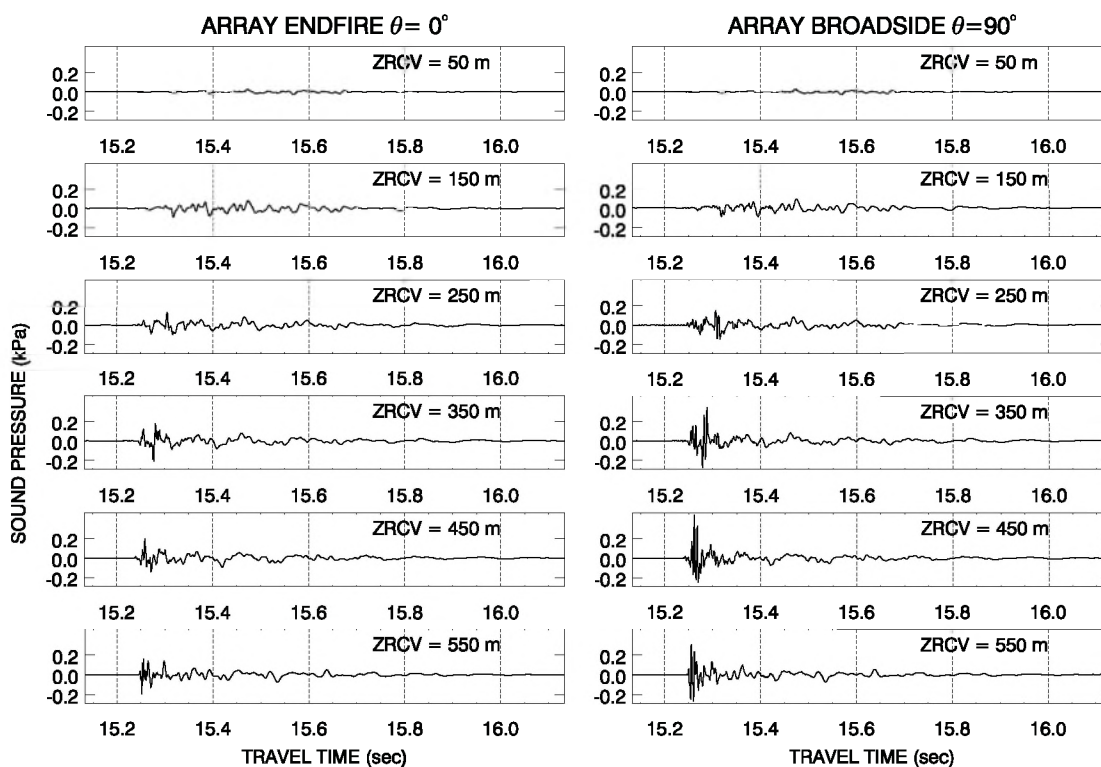 ARRAY ENDFIRE θ= 0°
ZRCV = 50 m
0.2
0.0
-0.2
15.2 15.4 15.6 15.8 16.0
ZRCV = 150 m
0.2
0.0
-0.2
15.2 15.4 15.6 15.8 16.0
ZRCV = 250 m
0.2
0.0
-0.2
15.2 15.4 15.6 15.8 16.0
ZRCV = 350 m
0.2
0.0
-0.2
15.2 15.4 15.6 15.8 16.0
ZRCV = 450 m
0.2
0.0
-0.2
15.2 15.4 15.6 15.8 16.0
ZRCV = 550 m
0.2
0.0
-0.2
15.2 15.4 15.6 15.8 16.0
TRAVEL TIME (sec)
SOUND PRESSURE (kPa)
ARRAY BROADSIDE θ=90°
ZRCV = 50 m
0.2
0.0
-0.2
15.2 15.4 15.6 15.8 16.0
ZRCV = 150 m
0.2
0.0
-0.2
15.2 15.4 15.6 15.8 16.0
ZRCV = 250 m
0.2
0.0
-0.2
15.2 15.4 15.6 15.8 16.0
ZRCV = 350 m
0.2
0.0
-0.2
15.2 15.4 15.6 15.8 16.0
ZRCV = 450 m
0.2
0.0
-0.2
15.2 15.4 15.6 15.8 16.0
ZRCV = 550 m
0.2
0.0
-0.2
15.2 15.4 15.6 15.8 16.0
TRAVEL TIME (sec)